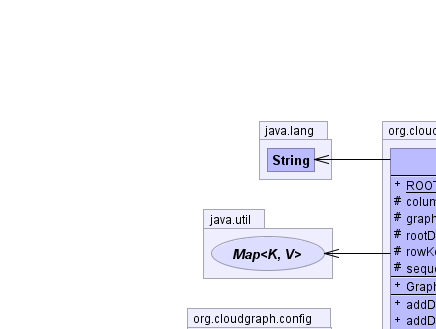 java.lang
String
java.util
Map<K, V>
org.cloudgraph.config
org.cloud
+ ROOT
# colum
# graph
# rootD
# rowKe
# seque
+ Graph
+ addD
+ addD